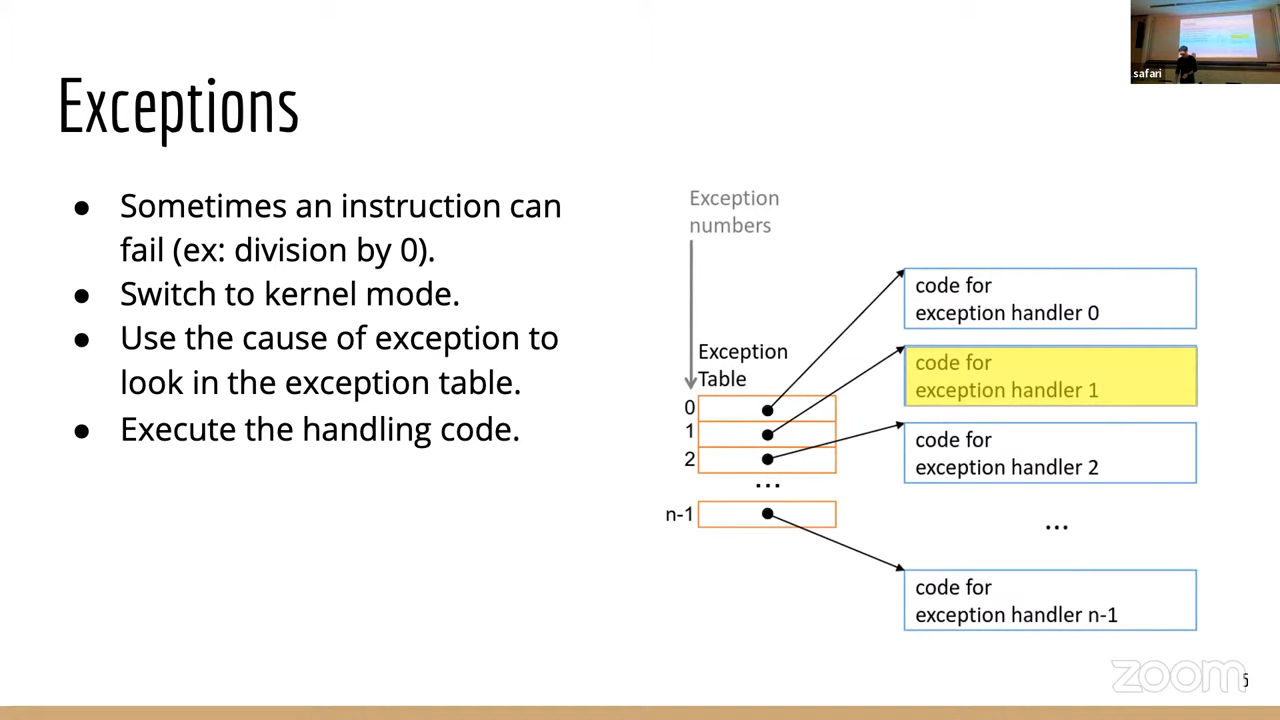 safari
Exceptions
● Sometimes an instruction can
fail (ex: division by 0).
● Switch to kernel mode.
● Use the cause of exception to
look in the exception table.
● Execute the handling code.
Exception
numbers
Exception
Table
0
1
2
...
n-1
code for
exception handler 0
code for
exception handler 1
code for
exception handler 2
...
code for
exception handler n-1
zoom